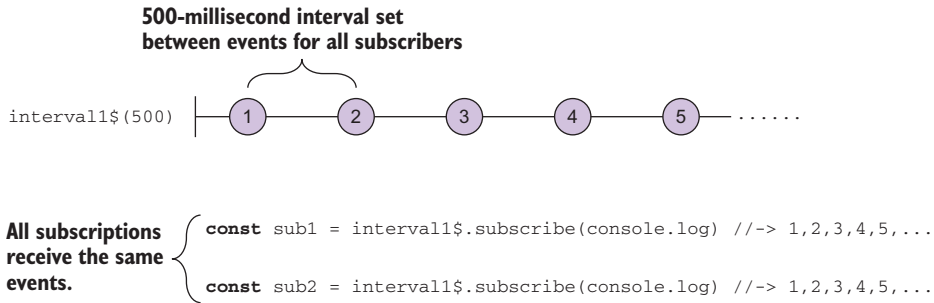 500-millisecond interval set
between events for all subscribers
interval1$(500) 1 2 3 4 5 ......
All subscriptions
receive the same
events.
const sub1 = interval1$.subscribe(console.log) //-> 1,2,3,4,5,...
const sub2 = interval1$.subscribe(console.log) //-> 1,2,3,4,5,...